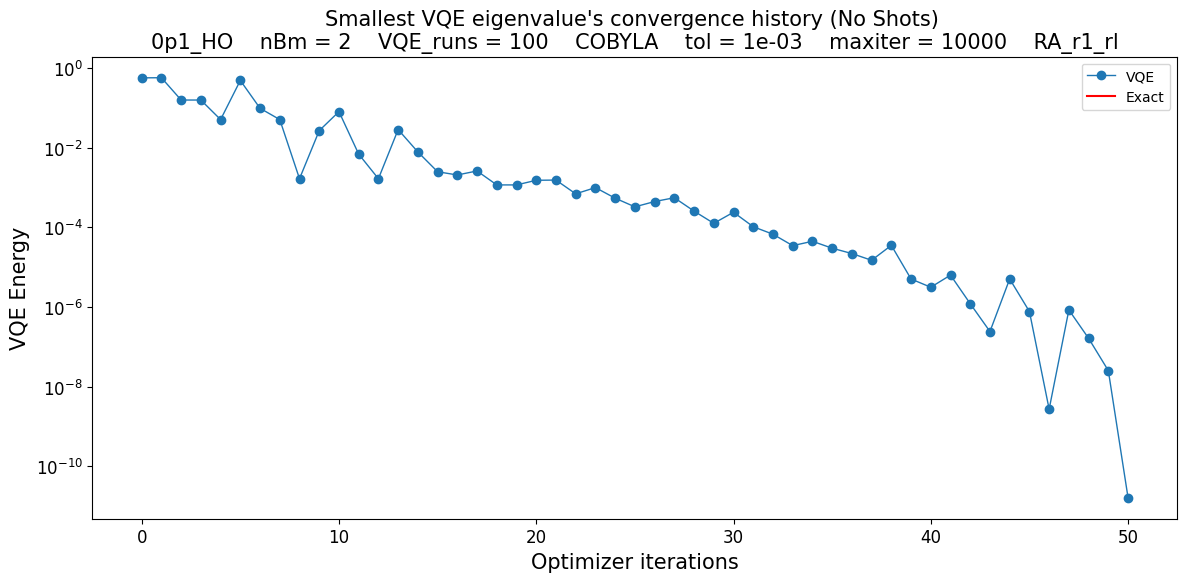 Smallest VQE eigenvalue's convergence history (No Shots)
0p1_HO nBm = 2 VQE_runs = 100 COBYLA tol = 1e-03 maxiter = 10000 RA_r1_rl
VQE
Exact
VQE Energy
10⁰
10⁻²
10⁻⁴
10⁻⁶
10⁻⁸
10⁻¹⁰
0 10 20 30 40 50
Optimizer iterations